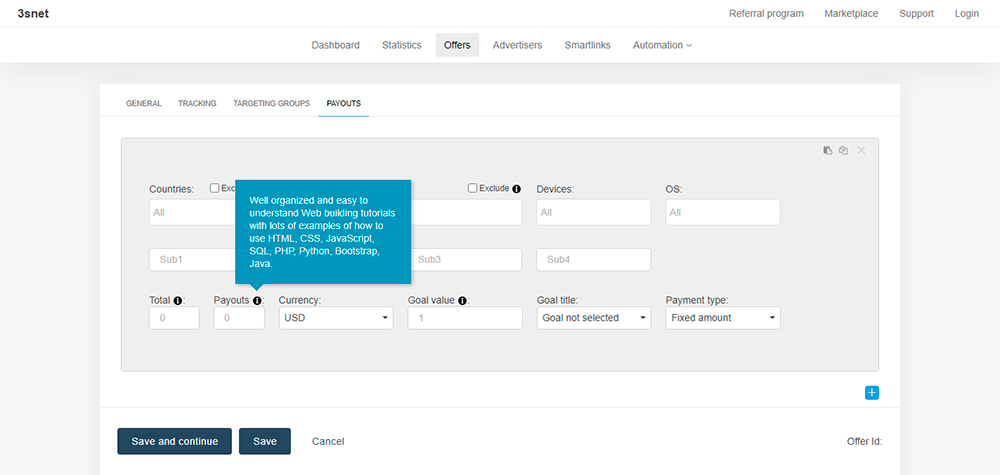 3snet
Referral program Marketplace Support Login
Dashboard Statistics Offers Advertisers Smartlinks Automation
GENERAL TRACKING TARGETING GROUPS PAYOUTS
Countries: Exclude Devices: OS:
All All All
Well organized and easy to
understand Web building tutorials
with lots of examples of how to
use HTML, CSS, JavaScript,
SQL, PHP, Python, Bootstrap,
Java.
Sub1 Sub3 Sub4
Total : Payouts : Currency: Goal value : Goal title: Payment type:
0 0 USD 1 Goal not selected Fixed amount
Save and continue Save Cancel Offer Id: